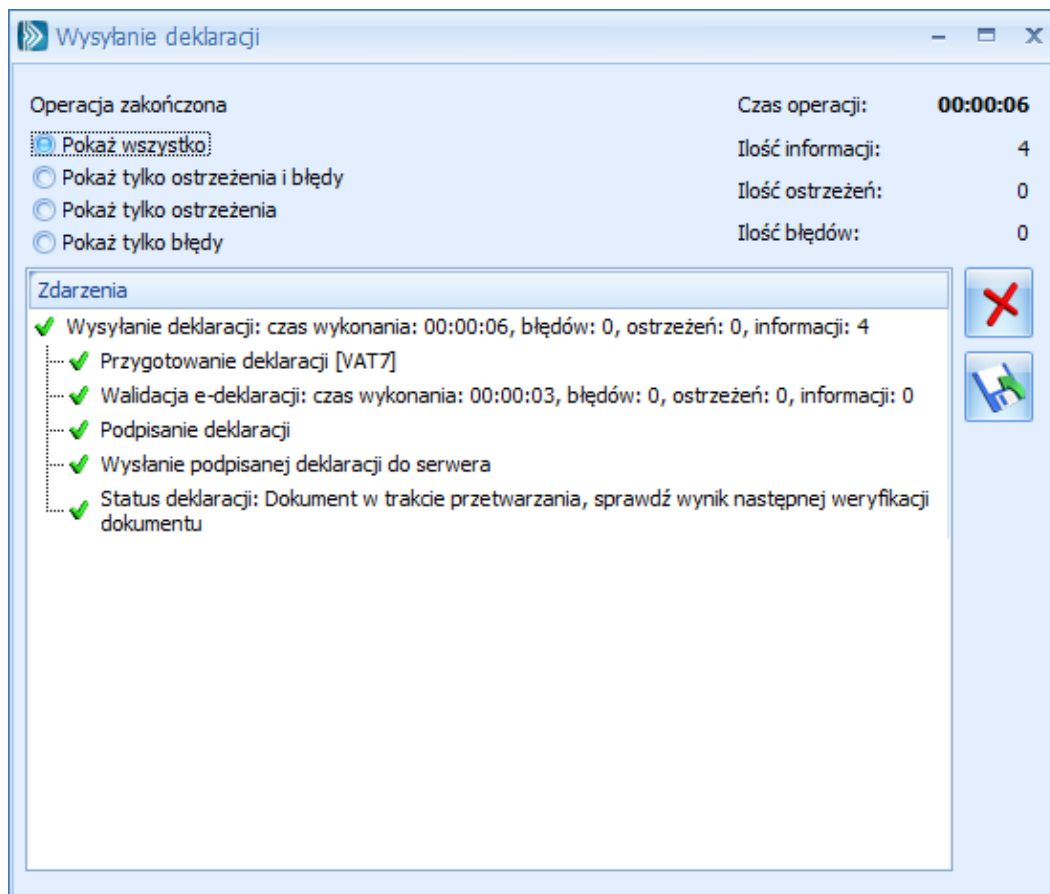 Wysyłanie deklaracji
Operacja zakończona
Czas operacji: 00:00:06
Pokaż wszystko
Ilość informacji: 4
Pokaż tylko ostrzeżenia i błędy
Ilość ostrzeżeń: 0
Pokaż tylko ostrzeżenia
Ilość błędów: 0
Pokaż tylko błędy
Zdarzenia
Wysyłanie deklaracji: czas wykonania: 00:00:06, błędów: 0, ostrzeżeń: 0, informacji: 4
Przygotowanie deklaracji [VAT7]
Walidacja e-deklaracji: czas wykonania: 00:00:03, błędów: 0, ostrzeżeń: 0, informacji: 0
Podpisanie deklaracji
Wysłanie podpisanej deklaracji do serwera
Status deklaracji: Dokument w trakcie przetwarzania, sprawdź wynik następnej weryfikacji
dokumentu